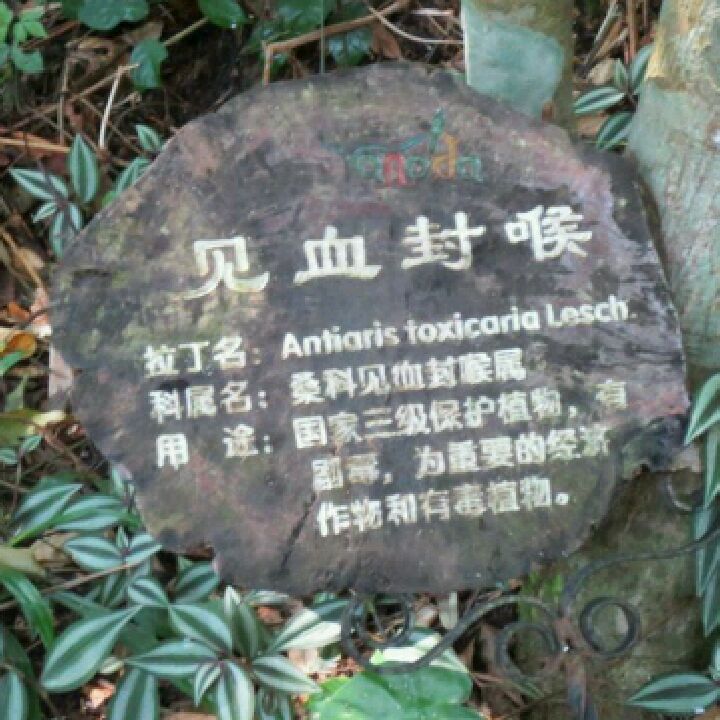 见血封喉
拉丁名：Antiaris toxicaria Lesch.
科属名：桑科见血封喉属
用 途：国家三级保护植物，有
剧毒，为重要的经济
作物和有毒植物。